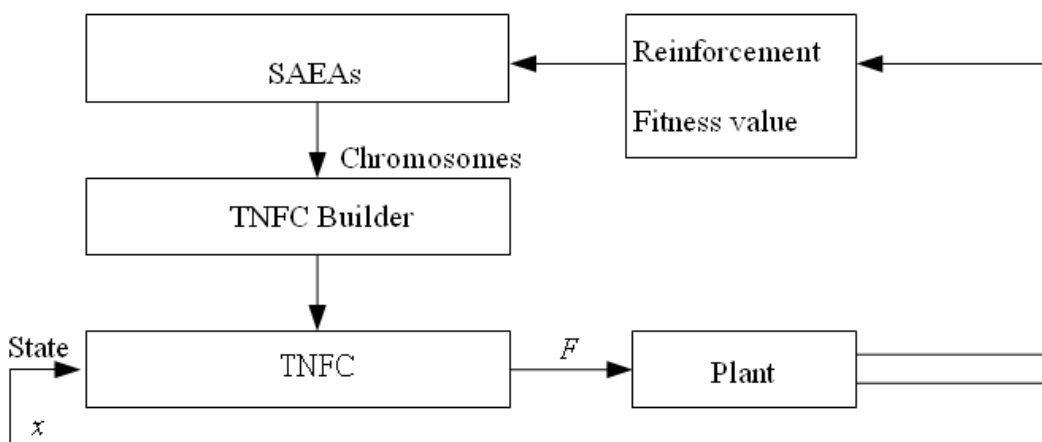 SAEAs
Reinforcement
Fitness value
Chromosomes
TNFC Builder
State
x
TNFC
F
Plant